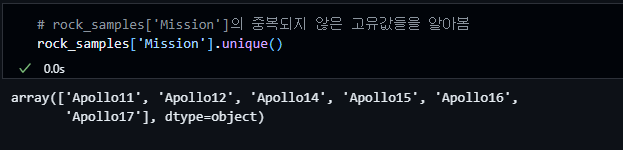 # rock_samples['Mission']의 중복되지 않은 고유값들을 알아봄
rock_samples['Mission'].unique()
0.0s
array(['Apollo11', 'Apollo12', 'Apollo14', 'Apollo15', 'Apollo16',
'Apollo17'], dtype=object)